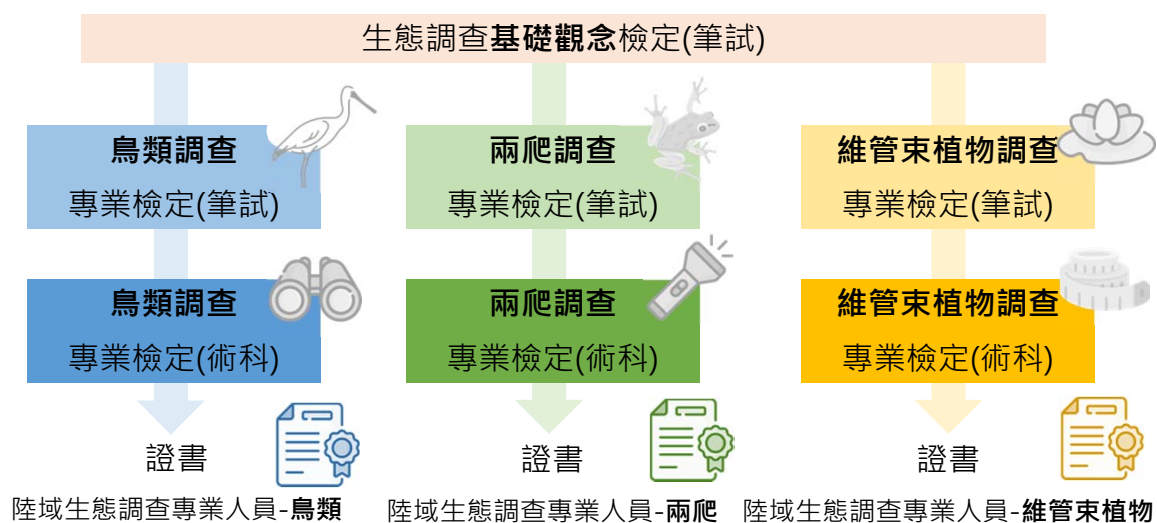 生態調查基礎觀念檢定(筆試)
鳥類調查
專業檢定(筆試)
兩爬調查
專業檢定(筆試)
維管束植物調查
專業檢定(筆試)
鳥類調查
專業檢定(術科)
兩爬調查
專業檢定(術科)
維管束植物調查
專業檢定(術科)
證書
陸域生態調查專業人員-鳥類
證書
陸域生態調查專業人員-兩爬
證書
陸域生態調查專業人員-維管束植物